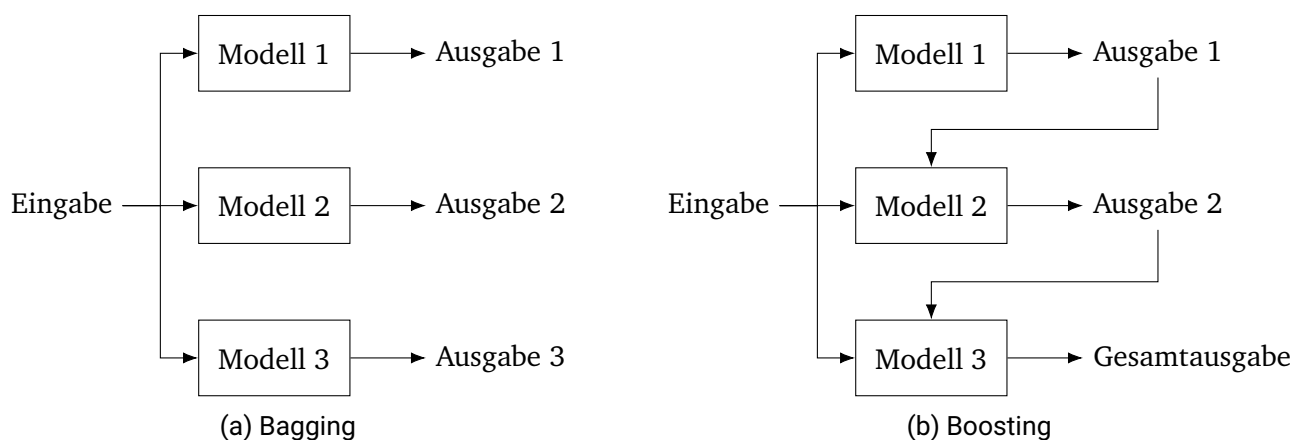 Modell 1
Ausgabe 1
Eingabe
Modell 2
Ausgabe 2
Modell 3
Ausgabe 3
(a) Bagging
Modell 1
Ausgabe 1
Eingabe
Modell 2
Ausgabe 2
Modell 3
Gesamtausgabe
(b) Boosting